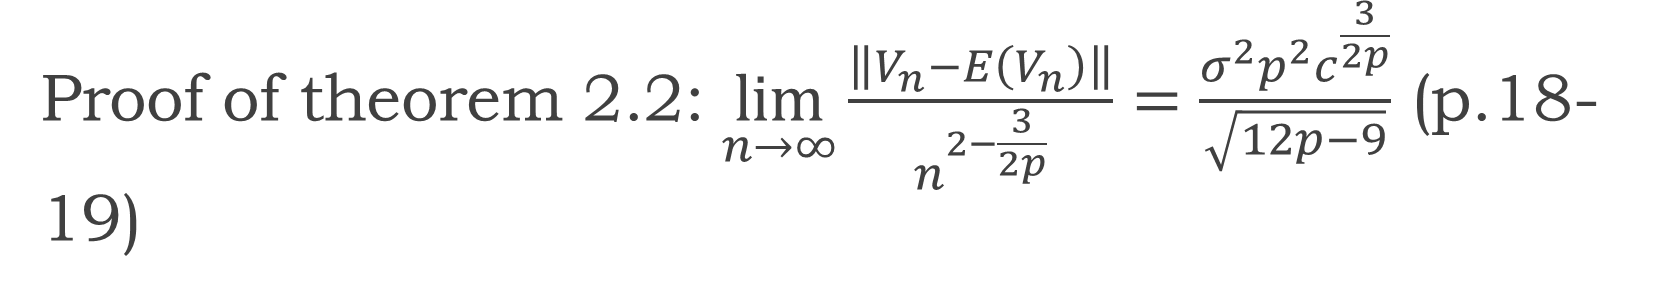 Proof of theorem 2.2: lim_{n→∞} ‖V_n−E(V_n)‖ / n^{2−3/(2p)} = σ²p²c^{3/(2p)} / √(12p−9) (p.18-
19)